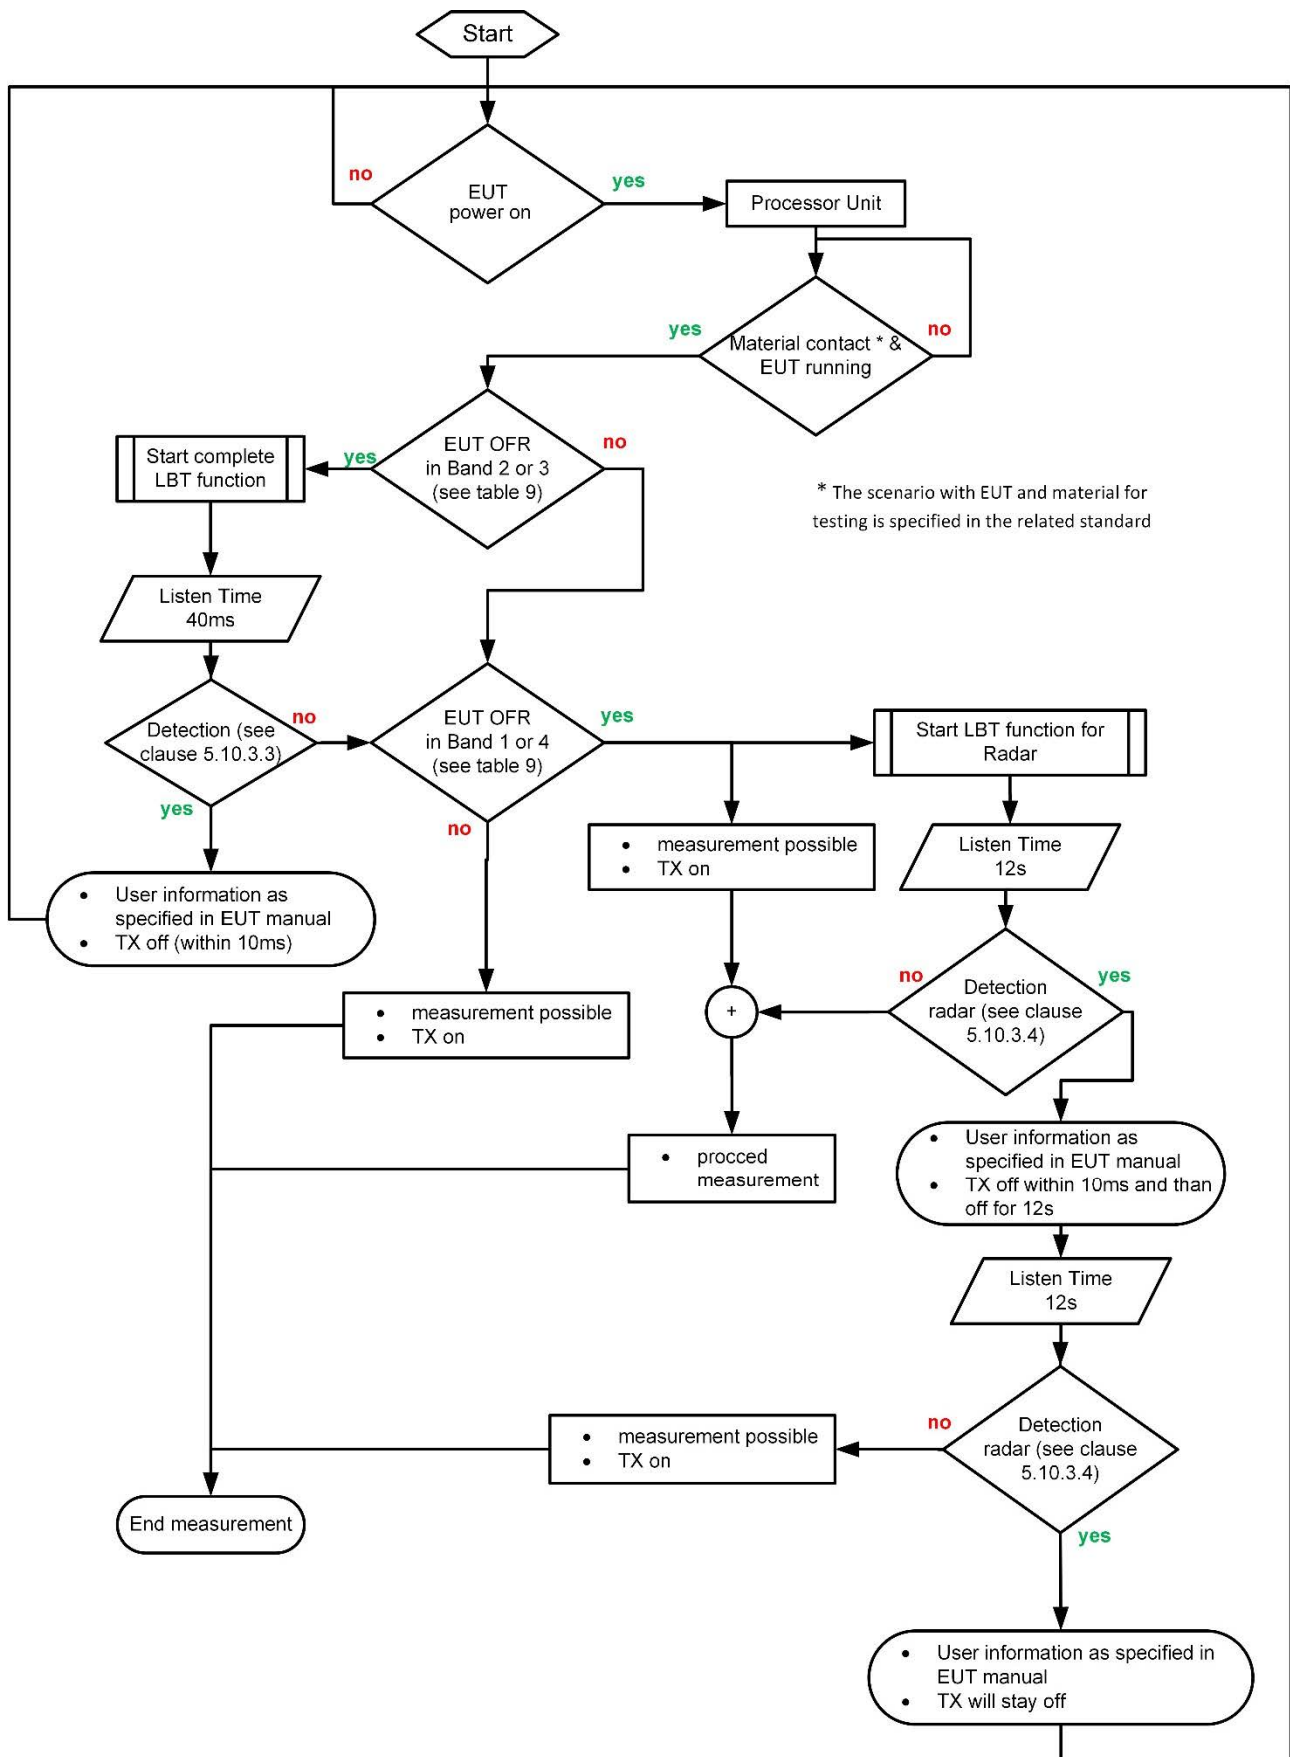 Start
no
EUT
power on
yes
Processor Unit
yes
Material contact * &
EUT running
no
Start complete
LBT function
yes
EUT OFR
in Band 2 or 3
(see table 9)
no
* The scenario with EUT and material for
testing is specified in the related standard
Listen Time
40ms
Detection (see
clause 5.10.3.3)
no
yes
EUT OFR
in Band 1 or 4
(see table 9)
yes
no
Start LBT function for
Radar
• measurement possible
• TX on
Listen Time
12s
• User information as
specified in EUT manual
• TX off (within 10ms)
no
Detection
radar (see clause
5.10.3.4)
yes
+
• measurement possible
• TX on
• procced
measurement
• User information as
specified in EUT manual
• TX off within 10ms and than
off for 12s
Listen Time
12s
no
Detection
radar (see clause
5.10.3.4)
yes
• measurement possible
• TX on
End measurement
• User information as specified in
EUT manual
• TX will stay off